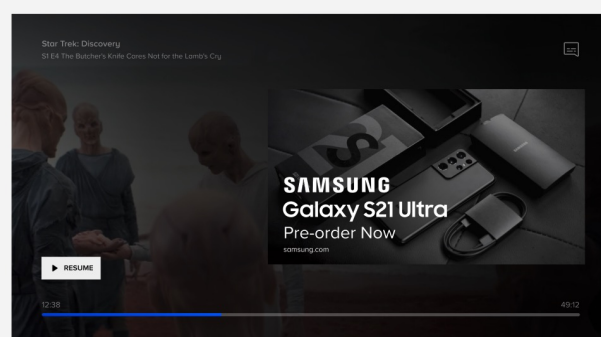 Star Trek: Discovery
S1 E4 The Butcher's Knife Cares Not for the Lamb's Cry
SAMSUNG
Galaxy S21 Ultra
Pre-order Now
samsung.com
RESUME
12:38
49:12